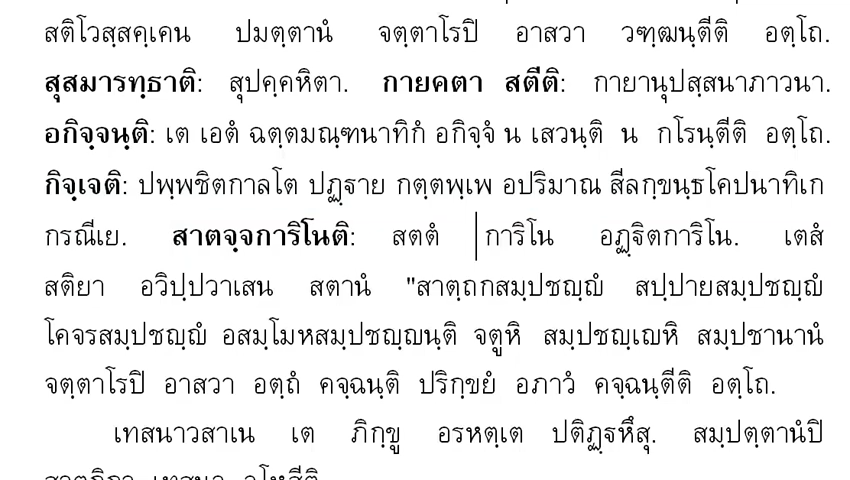 สติโวสฺสคฺเคน ปมตฺตานํ จตฺตาโรปิ อาสวา วฑฺฒนฺตีติ อตฺโถ.
สุสมารทฺธาติ: สุปคฺคหิตา. กายคตา สตีติ: กายานุปสฺสนาภาวนา.
อกิจฺจนฺติ: เต เอตํ ฉตฺตมณฺฑนาทิกํ อกิจฺจํ น เสวนฺติ น กโรนฺตีติ อตฺโถ.
กิจฺเจติ: ปพฺพชิตกาลโต ปฏฺฐาย กตฺตพฺเพ อปริมาณ สีลกฺขนฺธโคปนาทิเก
กรณีเย. สาตจฺจการิโนติ: สตตํ การิโน อฏฺฐิตการิโน. เตสํ
สติยา อวิปฺปวาเสน สตานํ "สาตฺถกสมฺปชญฺญํ สปฺปายสมฺปชญฺญํ
โคจรสมฺปชญฺญํ อสมฺโมหสมฺปชญฺญนฺติ จตูหิ สมฺปชญฺเญหิ สมฺปชานานํ
จตฺตาโรปิ อาสวา อตฺถํ คจฺฉนฺติ ปริกฺขยํ อภาวํ คจฺฉนฺตีติ อตฺโถ.
เทสนาวสาเน เต ภิกฺขู อรหตฺเต ปติฏฺฐหึสุ. สมฺปตฺตานํปิ